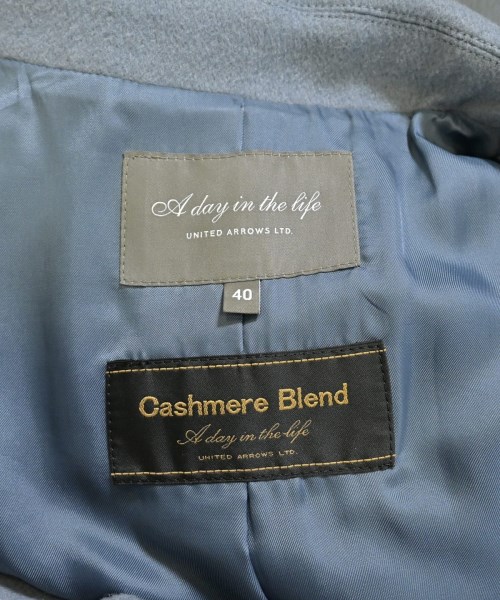 A day in the life
UNITED ARROWS LTD.
40
Cashmere Blend
A day in the life
UNITED ARROWS LTD.